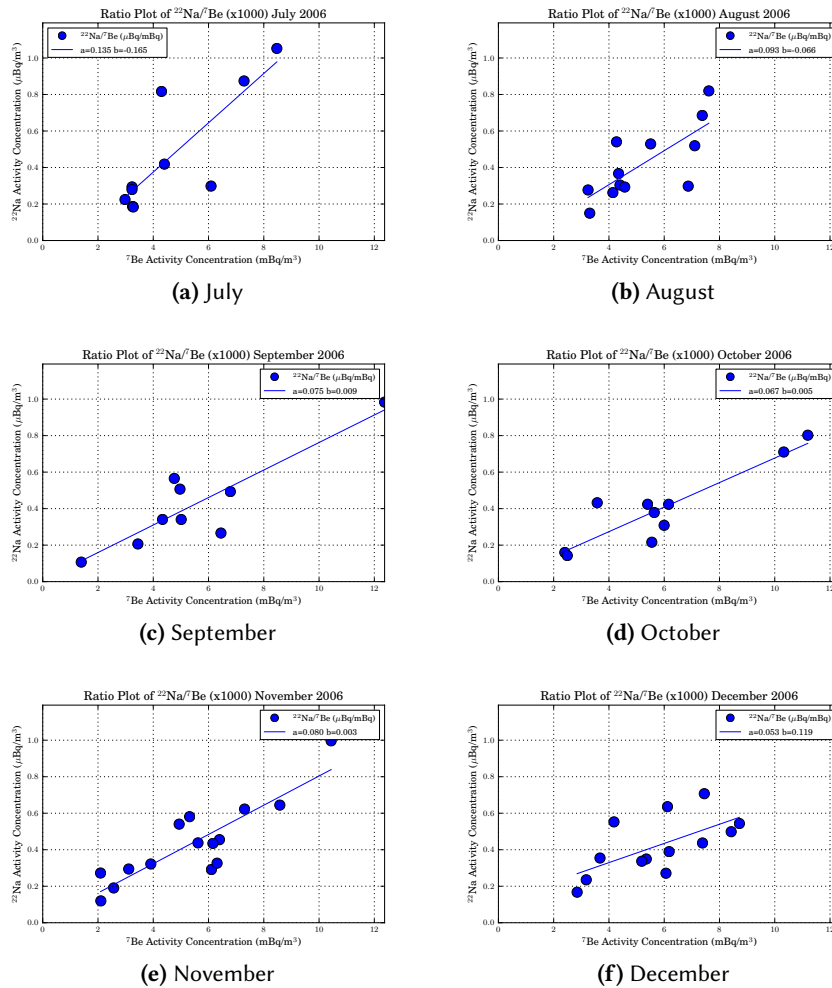 Ratio Plot of ²²Na/⁷Be (x1000) July 2006
²²Na/⁷Be (μBq/mBq)
a=0.135 b=-0.165
²²Na Activity Concentration (μBq/m³)
1.0
0.8
0.6
0.4
0.2
0.0
0 2 4 6 8 10 12
⁷Be Activity Concentration (mBq/m³)
(a) July
Ratio Plot of ²²Na/⁷Be (x1000) August 2006
²²Na/⁷Be (μBq/mBq)
a=0.093 b=-0.066
²²Na Activity Concentration (μBq/m³)
1.0
0.8
0.6
0.4
0.2
0.0
0 2 4 6 8 10 12
⁷Be Activity Concentration (mBq/m³)
(b) August
Ratio Plot of ²²Na/⁷Be (x1000) September 2006
²²Na/⁷Be (μBq/mBq)
a=0.075 b=0.009
²²Na Activity Concentration (μBq/m³)
1.0
0.8
0.6
0.4
0.2
0.0
0 2 4 6 8 10 12
⁷Be Activity Concentration (mBq/m³)
(c) September
Ratio Plot of ²²Na/⁷Be (x1000) October 2006
²²Na/⁷Be (μBq/mBq)
a=0.067 b=0.005
²²Na Activity Concentration (μBq/m³)
1.0
0.8
0.6
0.4
0.2
0.0
0 2 4 6 8 10 12
⁷Be Activity Concentration (mBq/m³)
(d) October
Ratio Plot of ²²Na/⁷Be (x1000) November 2006
²²Na/⁷Be (μBq/mBq)
a=0.080 b=0.003
²²Na Activity Concentration (μBq/m³)
1.0
0.8
0.6
0.4
0.2
0.0
0 2 4 6 8 10 12
⁷Be Activity Concentration (mBq/m³)
(e) November
Ratio Plot of ²²Na/⁷Be (x1000) December 2006
²²Na/⁷Be (μBq/mBq)
a=0.053 b=0.119
²²Na Activity Concentration (μBq/m³)
1.0
0.8
0.6
0.4
0.2
0.0
0 2 4 6 8 10 12
⁷Be Activity Concentration (mBq/m³)
(f) December